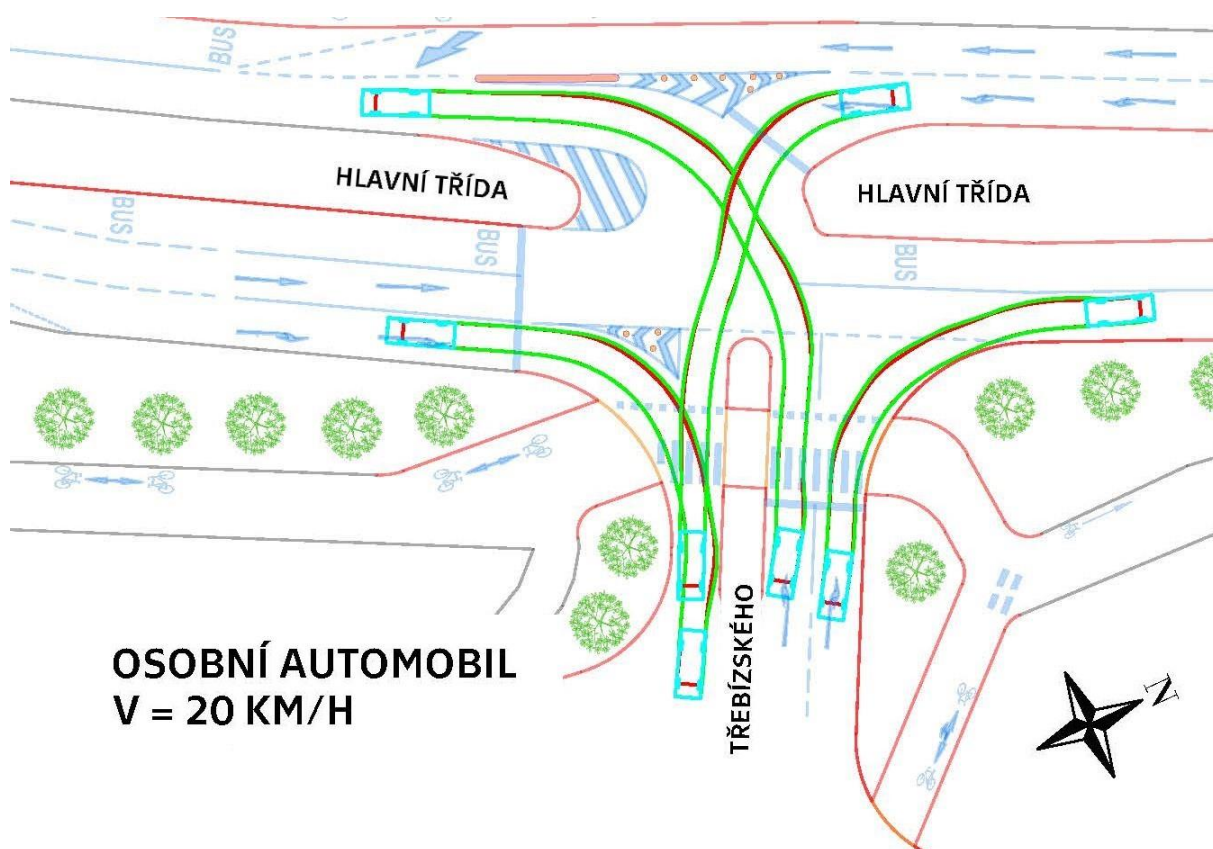 BUS
HLAVNÍ TŘÍDA
HLAVNÍ TŘÍDA
BUS
BUS
BUS
TŘEBÍZSKÉHO
OSOBNÍ AUTOMOBIL
V = 20 KM/H
N